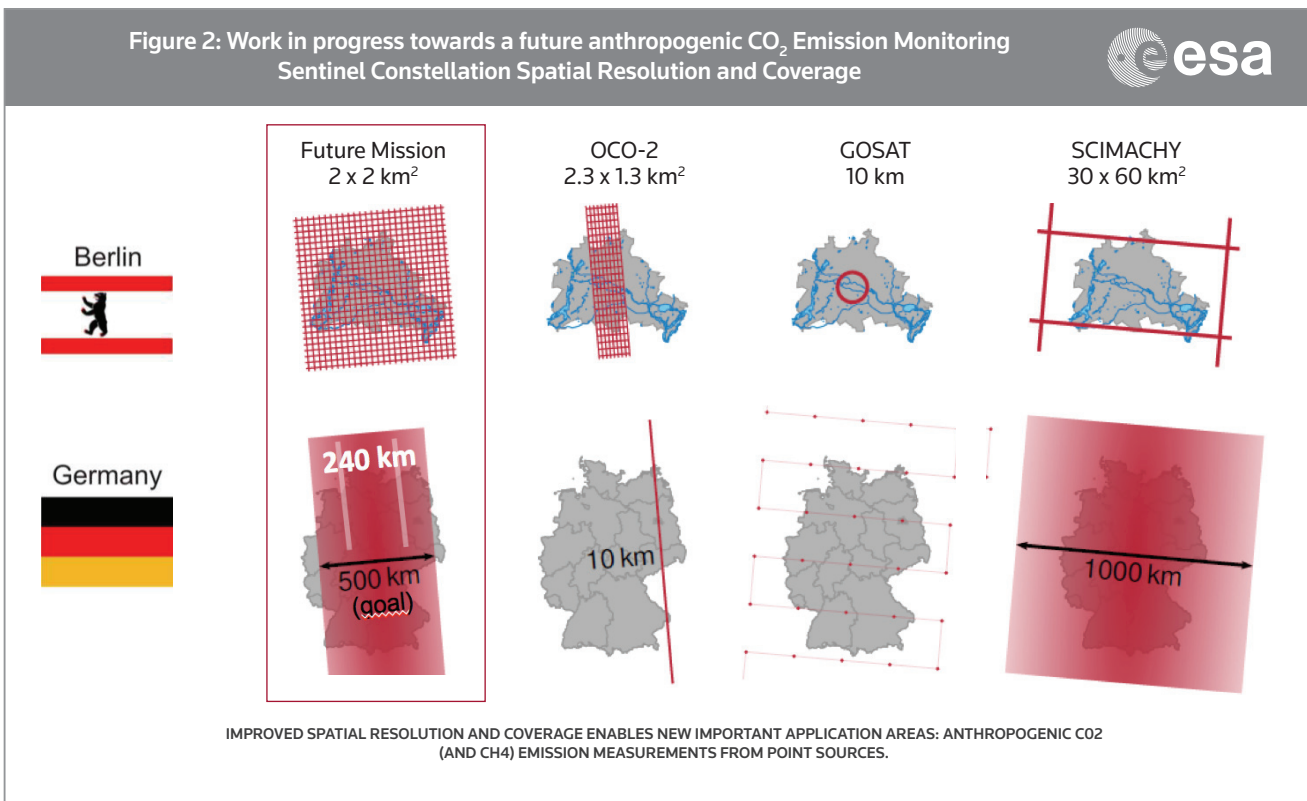 Figure 2: Work in progress towards a future anthropogenic CO₂ Emission Monitoring
Sentinel Constellation Spatial Resolution and Coverage
esa
Future Mission
2 x 2 km²
OCO-2
2.3 x 1.3 km²
GOSAT
10 km
SCIMACHY
30 x 60 km²
Berlin
Germany
240 km
500 km
(goal)
10 km
1000 km
IMPROVED SPATIAL RESOLUTION AND COVERAGE ENABLES NEW IMPORTANT APPLICATION AREAS: ANTHROPOGENIC C02
(AND CH4) EMISSION MEASUREMENTS FROM POINT SOURCES.